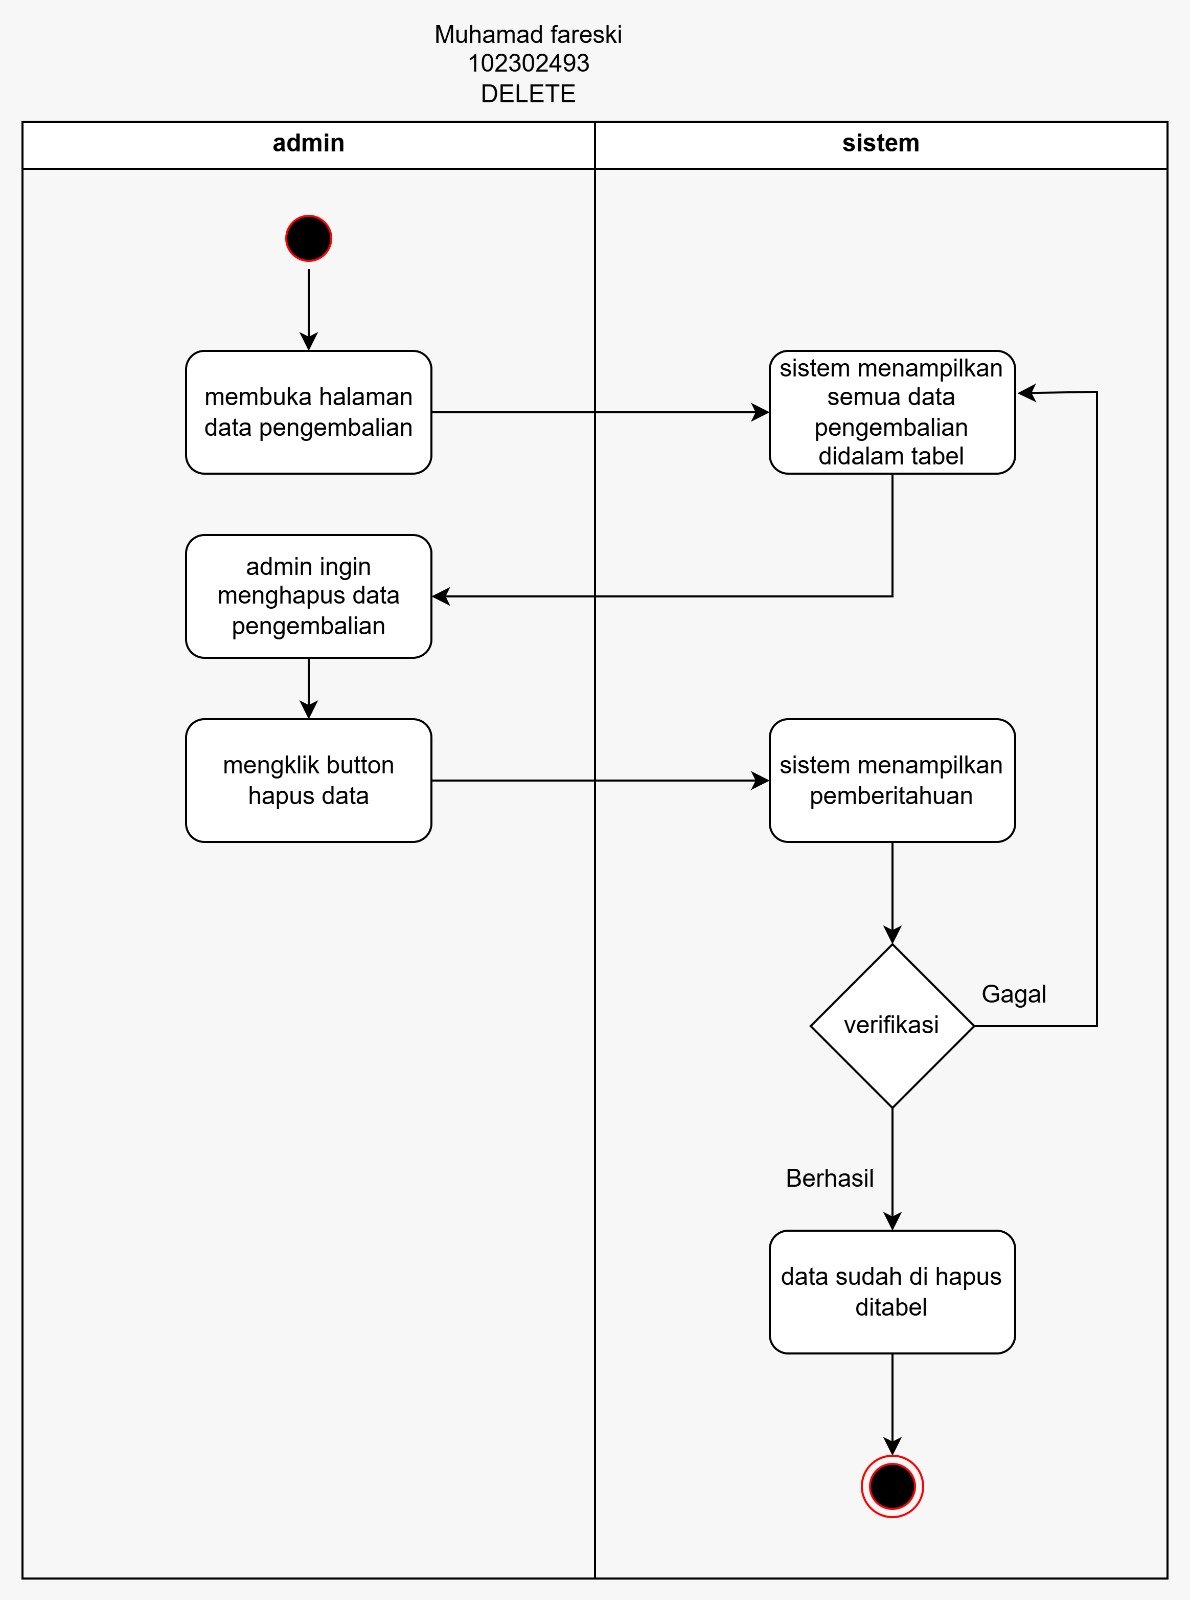 Muhamad fareski
102302493
DELETE
admin
sistem
membuka halaman
data pengembalian
sistem menampilkan
semua data
pengembalian
didalam tabel
admin ingin
menghapus data
pengembalian
mengklik button
hapus data
sistem menampilkan
pemberitahuan
verifikasi
Gagal
Berhasil
data sudah di hapus
ditabel